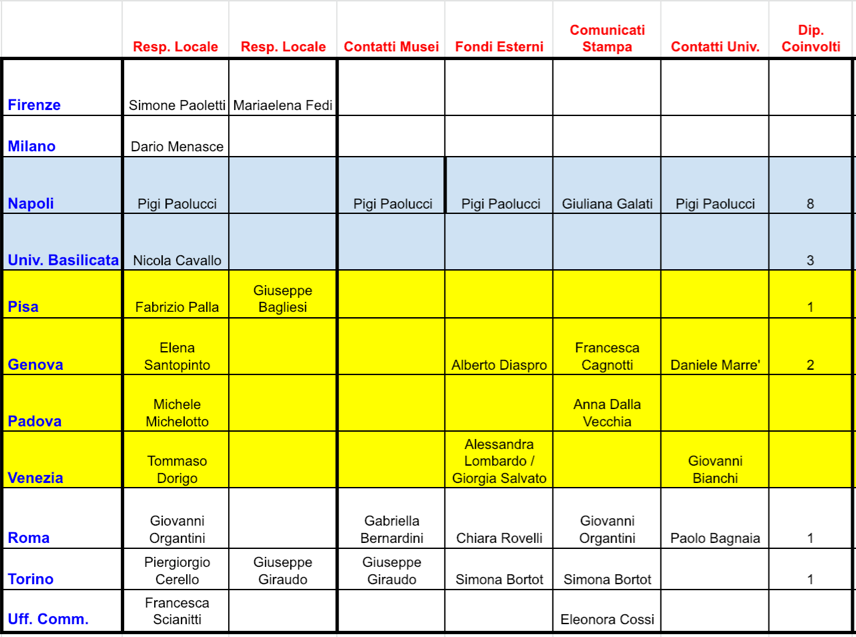 Resp. Locale Resp. Locale Contatti Musei Fondi Esterni Comunicati Stampa Contatti Univ. Dip. Coinvolti
Firenze Simone Paoletti Mariaelena Fedi
Milano Dario Menasce
Napoli Pigi Paolucci Pigi Paolucci Pigi Paolucci Giuliana Galati Pigi Paolucci 8
Univ. Basilicata Nicola Cavallo 3
Pisa Fabrizio Palla Giuseppe Bagliesi 1
Genova Elena Santopinto Alberto Diaspro Francesca Cagnotti Daniele Marre' 2
Padova Michele Michelotto Anna Dalla Vecchia
Venezia Tommaso Dorigo Alessandra Lombardo / Giorgia Salvato Giovanni Bianchi
Roma Giovanni Organtini Gabriella Bernardini Chiara Rovelli Giovanni Organtini Paolo Bagnaia 1
Torino Piergiorgio Cerello Giuseppe Giraudo Giuseppe Giraudo Simona Bortot Simona Bortot 1
Uff. Comm. Francesca Scianitti Eleonora Cossi